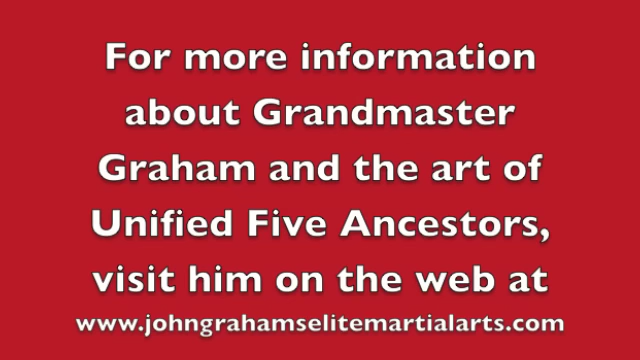 For more information
about Grandmaster
Graham and the art of
Unified Five Ancestors,
visit him on the web at
www.johngrahamselitemartialarts.com